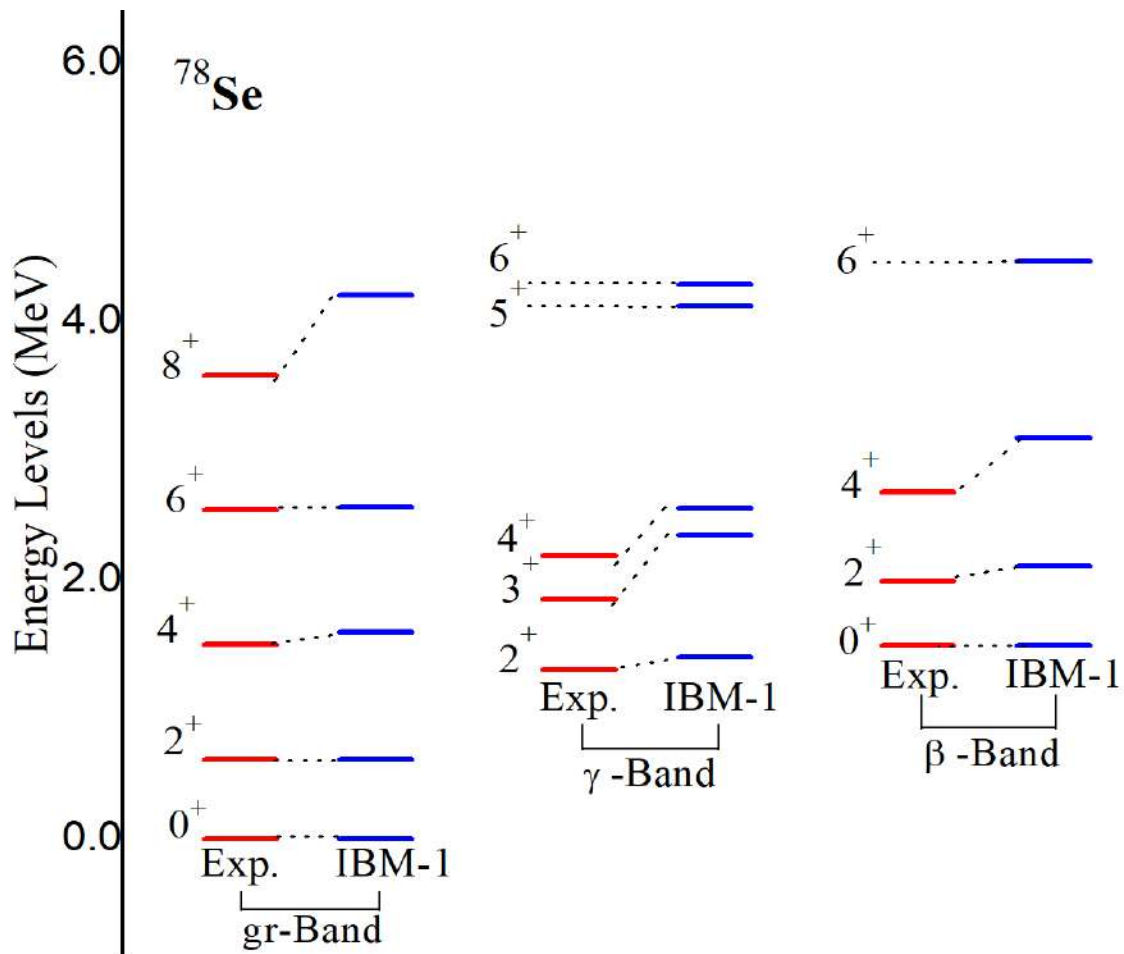 6.0
⁷⁸Se
6⁺
6⁺
4.0
5⁺
8⁺
4⁺
6⁺
4⁺
3⁺
2⁺
2.0
4⁺
2⁺
0⁺
Exp. IBM-1
Exp. IBM-1
β -Band
γ -Band
2⁺
0.0
0⁺
Exp. IBM-1
gr-Band
Energy Levels (MeV)